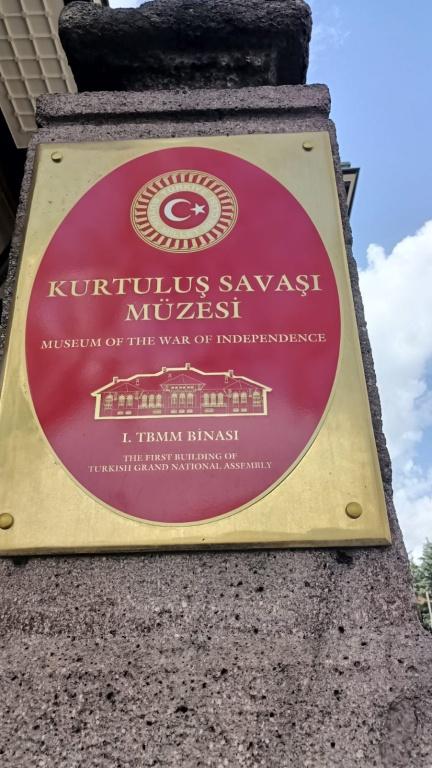 KURTULUŞ SAVAŞI
MÜZESİ
MUSEUM OF THE WAR OF INDEPENDENCE
I. TBMM BİNASI
THE FIRST BUILDING OF
TURKISH GRAND NATIONAL ASSEMBLY